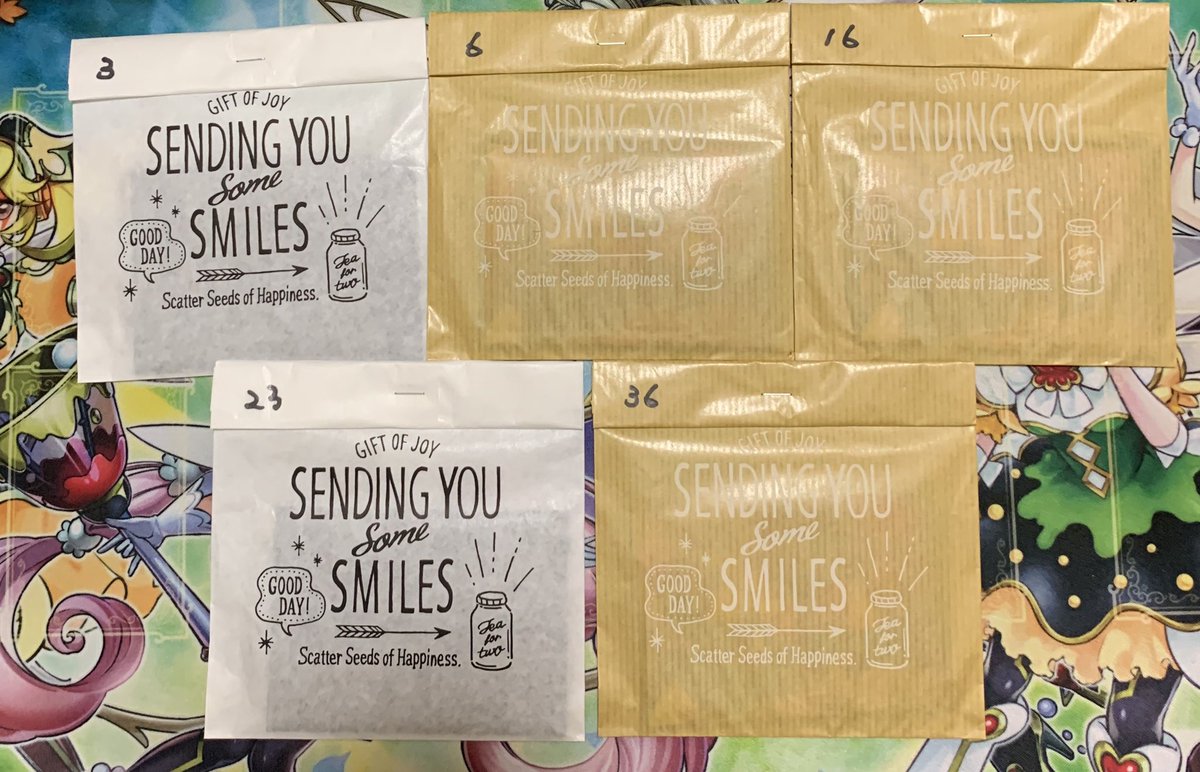 3
GIFT OF JOY
SENDING YOU
Some
SMILES
GOOD
DAY!
Tea
for
two
Scatter Seeds of Happiness.
6
GIFT OF JOY
SENDING YOU
Some
SMILES
GOOD
DAY!
Tea
for
two
Scatter Seeds of Happiness.
16
GIFT OF JOY
SENDING YOU
Some
SMILES
GOOD
DAY!
Tea
for
two
Scatter Seeds of Happiness.
23
GIFT OF JOY
SENDING YOU
Some
SMILES
GOOD
DAY!
Tea
for
two
Scatter Seeds of Happiness.
36
GIFT OF JOY
SENDING YOU
Some
SMILES
GOOD
DAY!
Tea
for
two
Scatter Seeds of Happiness.